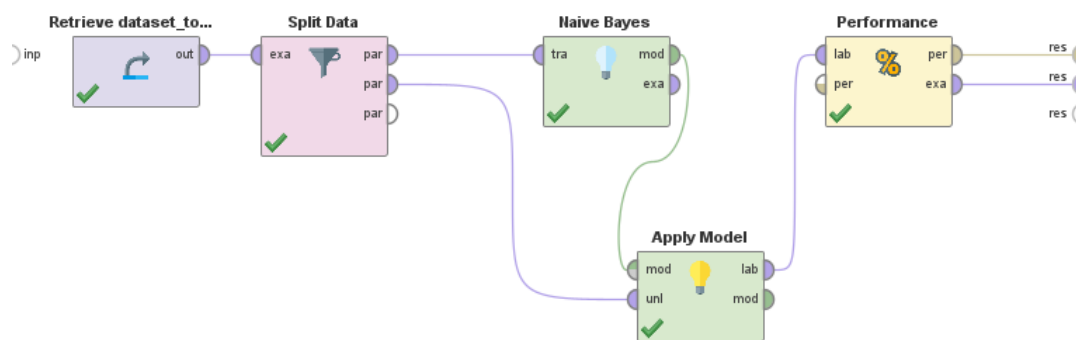 Retrieve dataset_to...
Split Data
Naive Bayes
Performance
inp
out
exa
par
par
par
tra
mod
exa
lab
per
per
exa
res
res
res
Apply Model
mod
lab
unl
mod